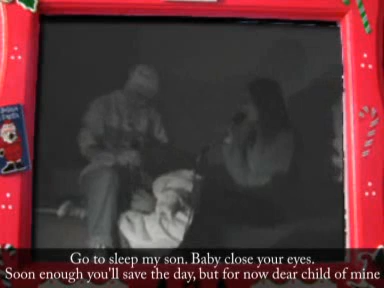 Go to sleep my son. Baby close your eyes.
Soon enough you'll save the day, but for now dear child of mine